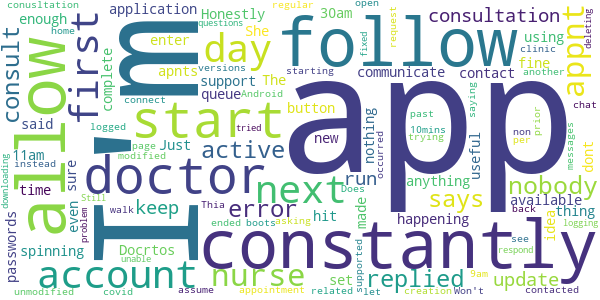 conusltation
home
enough
application
Honestly
questions
regular
30am
open
consultation
appnt
deleting
consult
allow
first
complete
m
enter
She
day
versions
apnts
support
The
Android
follow
fixed
request
using
clinic
fine
another
communicate
contact
starting
queue
button
connect
start
tried
app
new
past
10mins
trying
saying
non
per
prior
chat
messages
dont
said
logged
page
modified
Just
active
nothing
occurred
useful
11am
instead
even
sure
doctor
I
next
run
Does
anything
nobody
time
keep
Thia
error
says
available
back
idea
thing
logging
downloading
passwords
Still
problem
walk
Docrtos
ended
boots
asking
hit
made
happening
see
respond
spinning
unable
constantly
account
nurse
set
related
let
supported
replied
9am
update
creation
Won't
contacted
unmodified
covid
assume
appointment